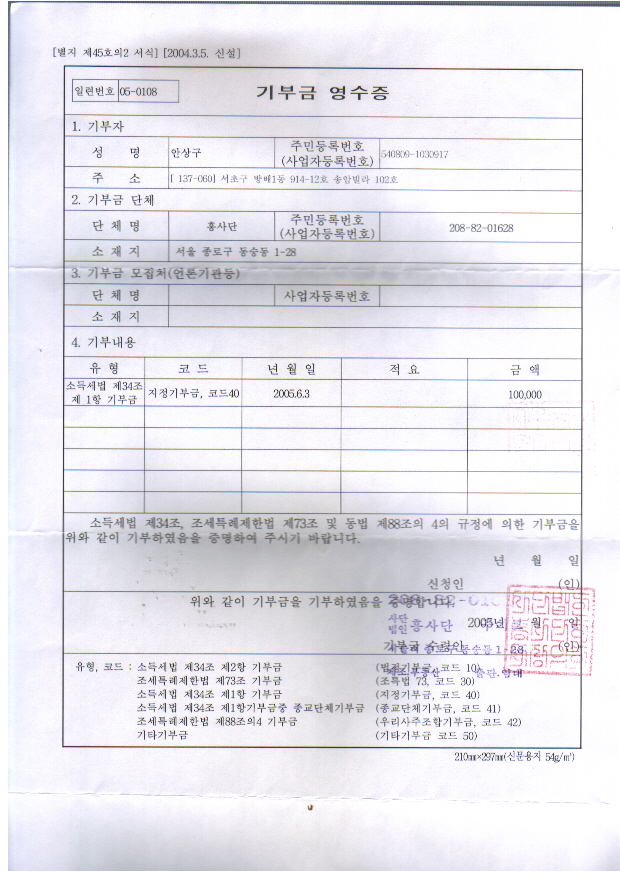 [별지 제45호의2 서식] [2004.3.5. 신설]
일련번호 05-0108
기부금 영수증
1. 기부자
성 명 안상구 주민등록번호 (사업자등록번호) 540809-1030917
주 소 [ 137-060] 서초구 방배1동 914-12호 송암빌라 102호
2. 기부금 단체
단 체 명 흥사단 주민등록번호 (사업자등록번호) 208-82-01628
소 재 지 서울 종로구 동숭동 1-28
3. 기부금 모집처(언론기관등)
단 체 명 사업자등록번호
소 재 지
4. 기부내용
유 형 코 드 년 월 일 적 요 금 액
소득세법 제34조 제 1항 기부금 지정기부금, 코드40 2005.6.3 100,000
소득세법 제34조, 조세특례제한법 제73조 및 동법 제88조의 4의 규정에 의한 기부금을
위와 같이 기부하였음을 증명하여 주시기 바랍니다.
년 월 일
신청인 (인)
위와 같이 기부금을 기부하였음을 증명합니다.
208-82-01
사단법인 흥사단
2005년 월 일
기부금 수령인 (인)
동숭동 1-28
유형, 코드 : 소득세법 제34조 제2항 기부금 (법정기부금, 코드 10)
조세특례제한법 제73조 기부금 (조특법 73, 코드 30)
소득세법 제34조 제1항 기부금 (지정기부금, 코드 40)
소득세법 제34조 제1항기부금중 종교단체기부금 (종교단체기부금, 코드 41)
조세특례제한법 제88조의4 기부금 (우리사주조합기부금, 코드 42)
기타기부금 (기타기부금 코드 50)
210㎜×297㎜(신문용지 54g/㎡)